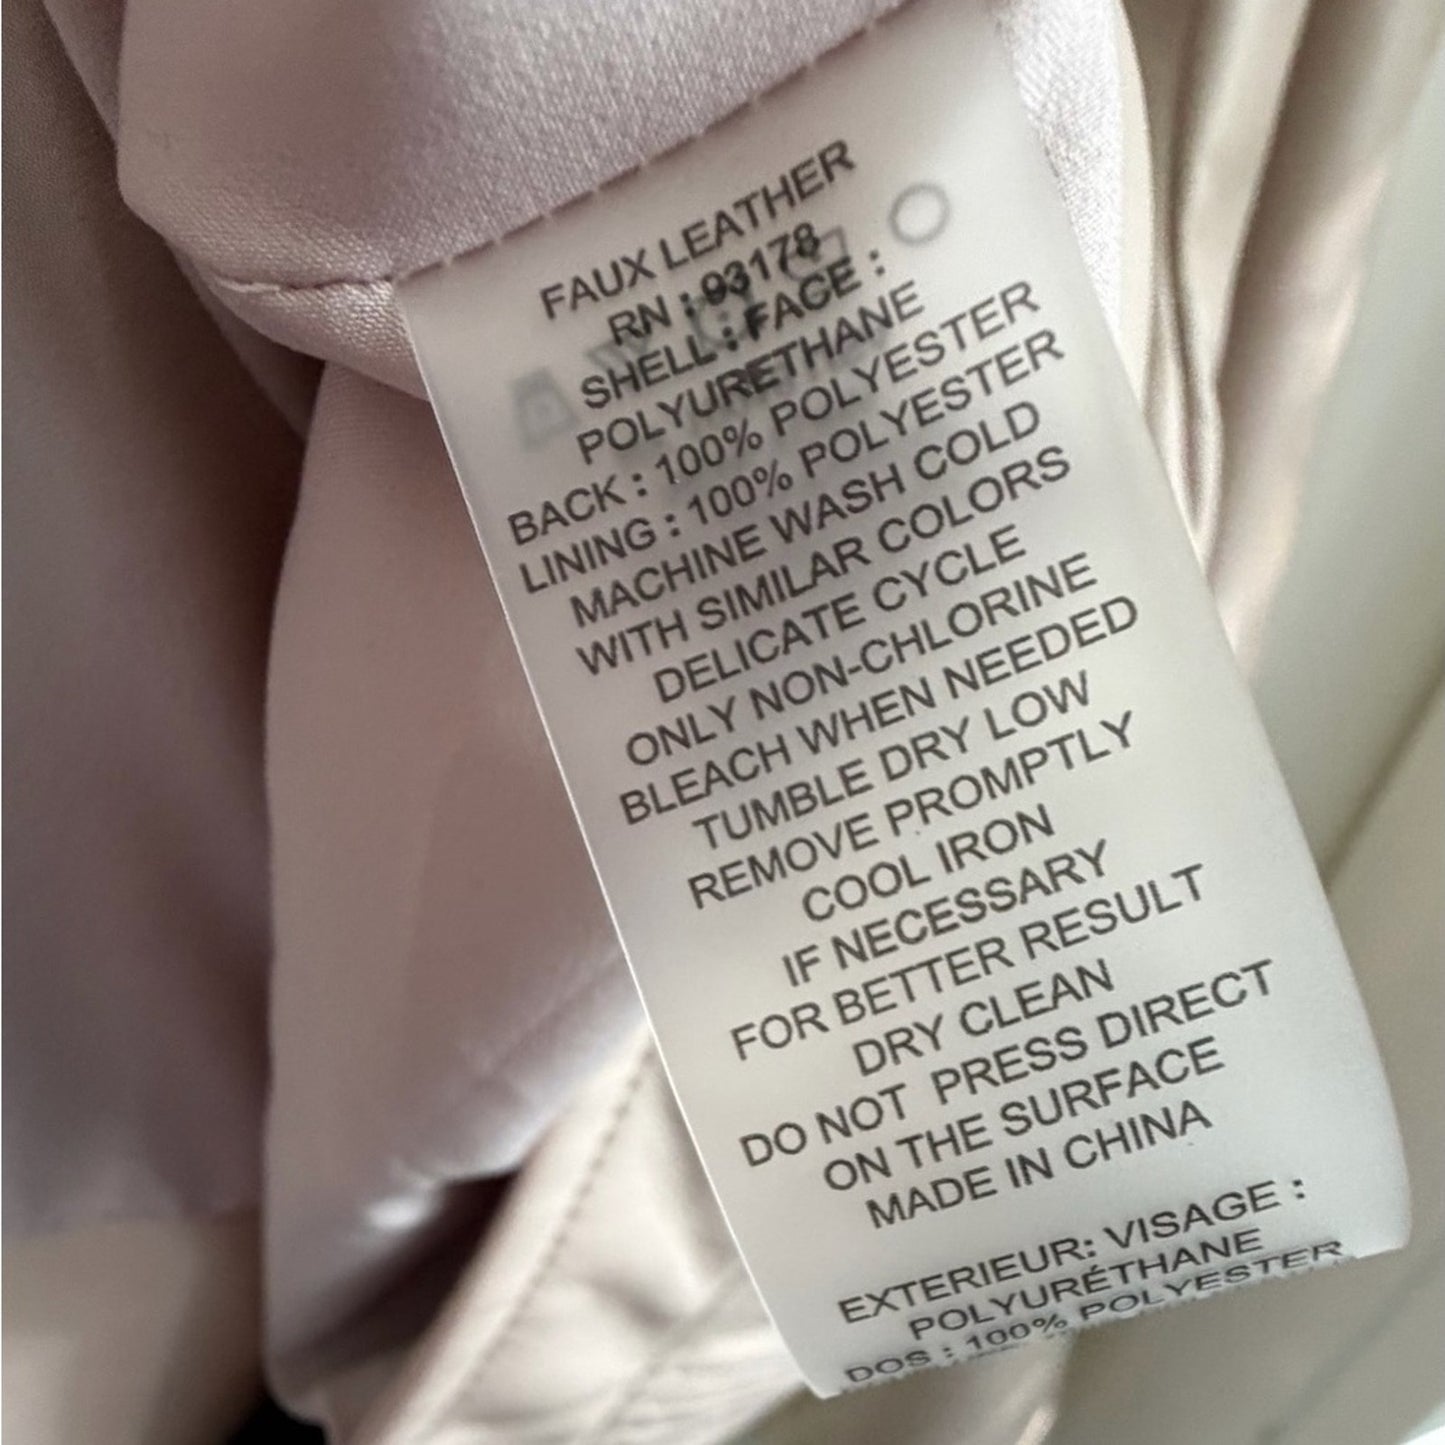 FAUX LEATHER
RN : 93178
SHELL : FACE :
POLYURETHANE
BACK : 100% POLYESTER
LINING : 100% POLYESTER
MACHINE WASH COLD
WITH SIMILAR COLORS
DELICATE CYCLE
ONLY NON-CHLORINE
BLEACH WHEN NEEDED
TUMBLE DRY LOW
REMOVE PROMPTLY
COOL IRON
IF NECESSARY
FOR BETTER RESULT
DRY CLEAN
DO NOT PRESS DIRECT
ON THE SURFACE
MADE IN CHINA
EXTERIEUR: VISAGE :
POLYURÉTHANE
DOS : 100% POLYESTER